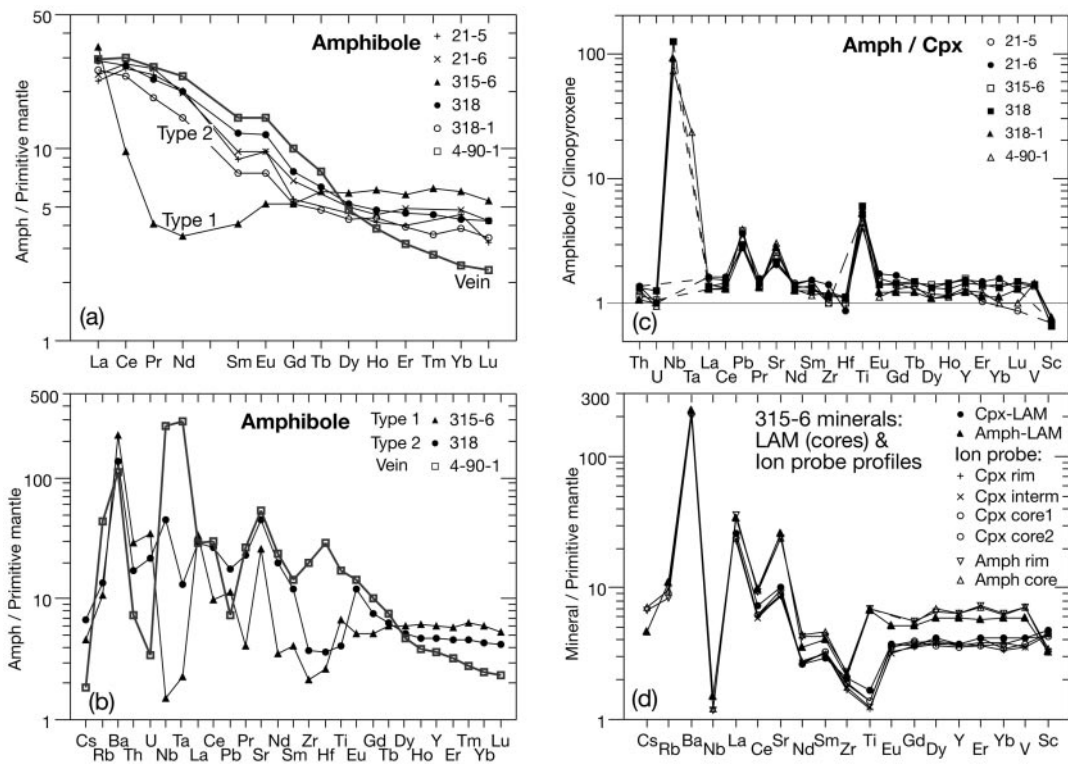 50
10
5
1
Amph / Primitive mantle
Amphibole
+ 21-5
× 21-6
▲ 315-6
● 318
○ 318-1
□ 4-90-1
Type 2
Type 1
Vein
(a)
La Ce Pr Nd Sm Eu Gd Tb Dy Ho Er Tm Yb Lu
500
100
10
1
Amph / Primitive mantle
Amphibole
Type 1 ▲ 315-6
Type 2 ● 318
Vein □ 4-90-1
(b)
Cs Ba U Ta Ce Pr Nd Zr Ti Gd Dy Y Tm Lu
Rb Th Nb La Pb Sr Sm Hf Eu Tb Ho Er Yb
100
10
1
Amphibole / Clinopyroxene
Amph / Cpx
○ 21-5
● 21-6
□ 315-6
■ 318
▲ 318-1
△ 4-90-1
(c)
Th Nb La Pb Sr Sm Hf Eu Tb Ho Er Lu Sc
U Ta Ce Pr Nd Zr Ti Gd Dy Y Yb V
300
100
10
1
Mineral / Primitive mantle
315-6 minerals:
LAM (cores) &
Ion probe profiles
● Cpx-LAM
▲ Amph-LAM
Ion probe:
+ Cpx rim
× Cpx interm
○ Cpx core1
○ Cpx core2
▽ Amph rim
△ Amph core
(d)
Cs Ba La Sr Sm Ti Gd Y Yb Sc
Rb Nb Ce Nd Zr Eu Dy Er V